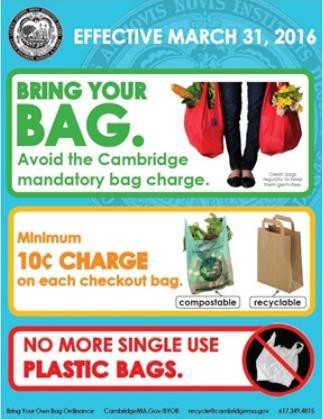 EFFECTIVE MARCH 31, 2016
BRING YOUR
BAG.
Avoid the Cambridge
mandatory bag charge.
Clean bags
regularly to keep
them germ-free.
Minimum
10¢ CHARGE
on each checkout bag.
compostable
recyclable
NO MORE SINGLE USE
PLASTIC BAGS.
Bring Your Own Bag Ordinance CambridgeMA.Gov/BYOB recycle@cambridgema.gov 617.349.4815